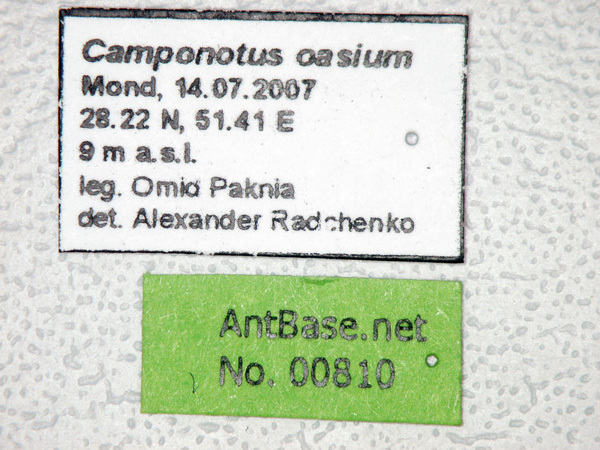 Camponotus oasium
Mond, 14.07.2007
28.22 N, 51.41 E
9 m a.s.l.
leg. Omid Paknia
det. Alexander Radchenko
AntBase.net
No. 00810